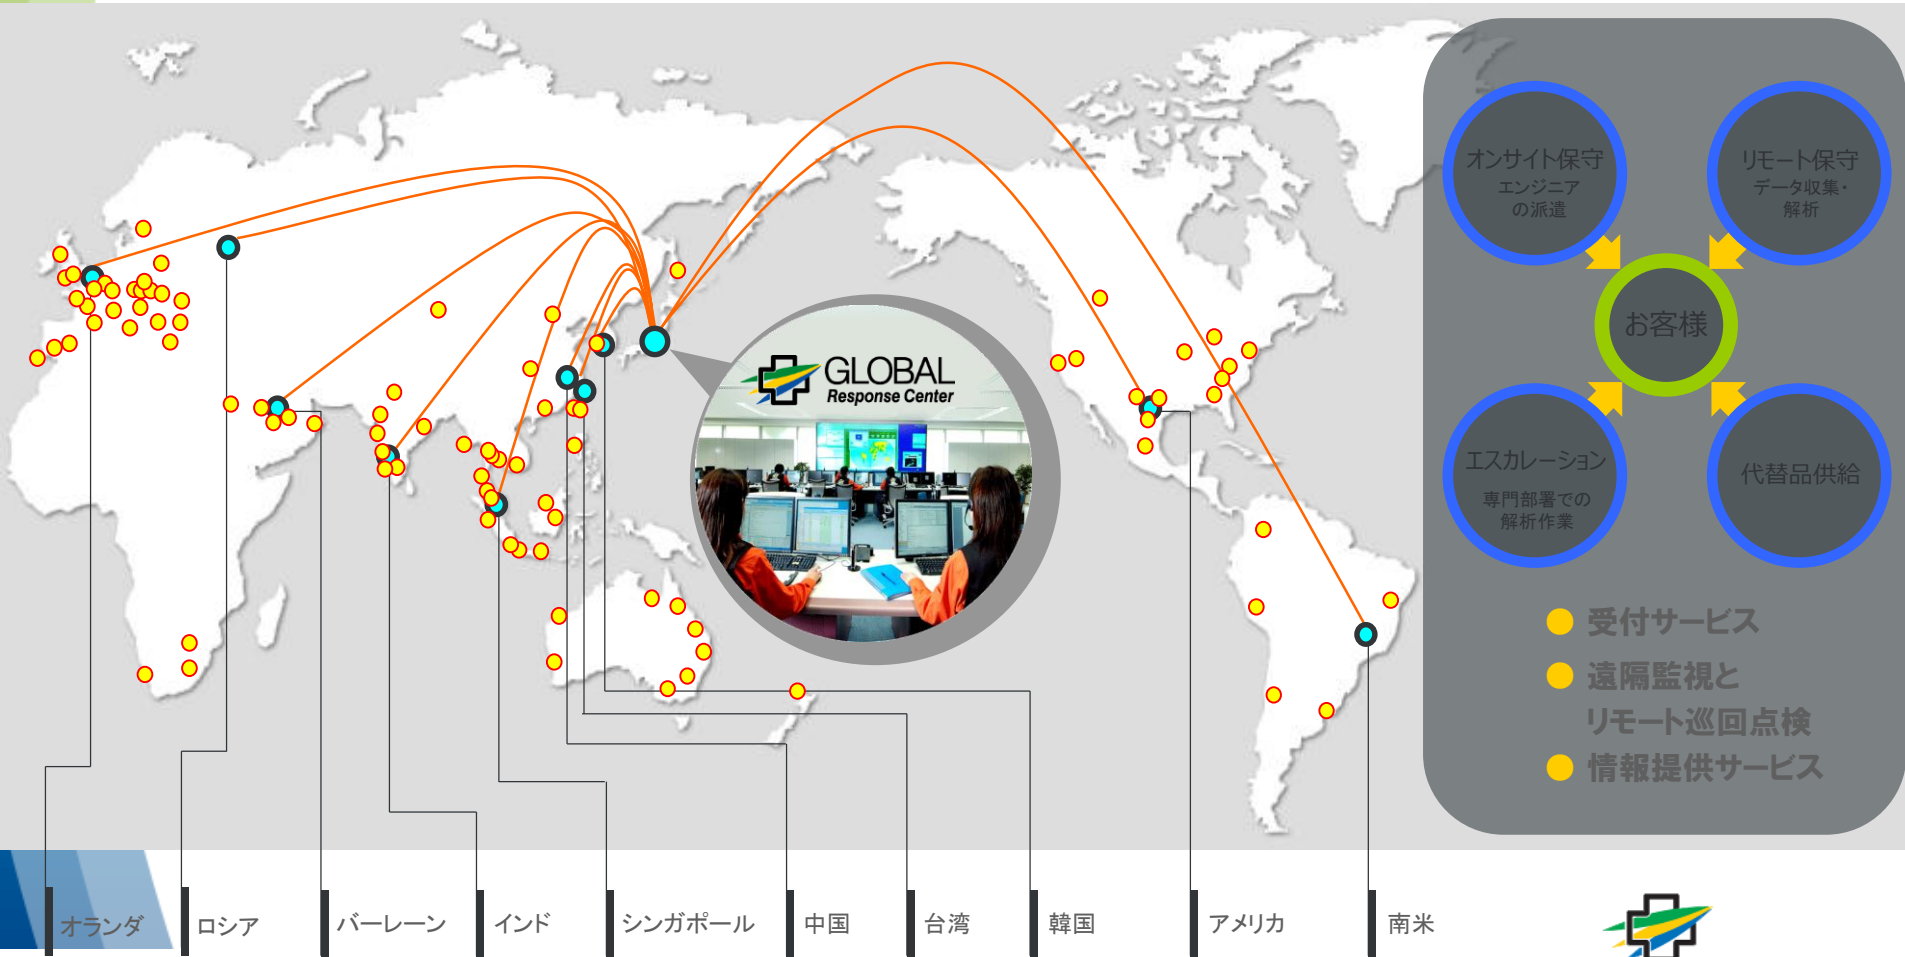 オンサイト保守
エンジニア
の派遣
リモート保守
データ収集・
解析
お客様
GLOBAL
Response Center
エスカレーション
専門部署での
解析作業
代替品供給
受付サービス
遠隔監視と
リモート巡回点検
情報提供サービス
オランダ
ロシア
バーレーン
インド
シンガポール
中国
台湾
韓国
アメリカ
南米